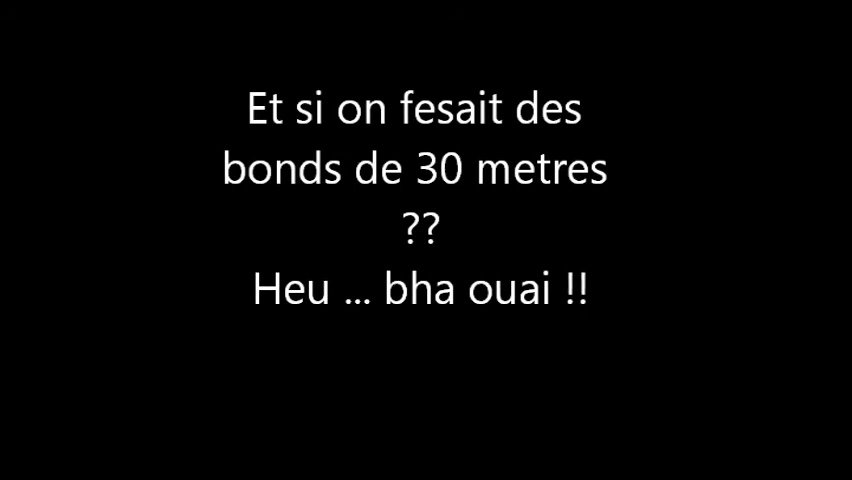 Et si on fesait des
bonds de 30 metres
??
Heu ... bha ouai !!